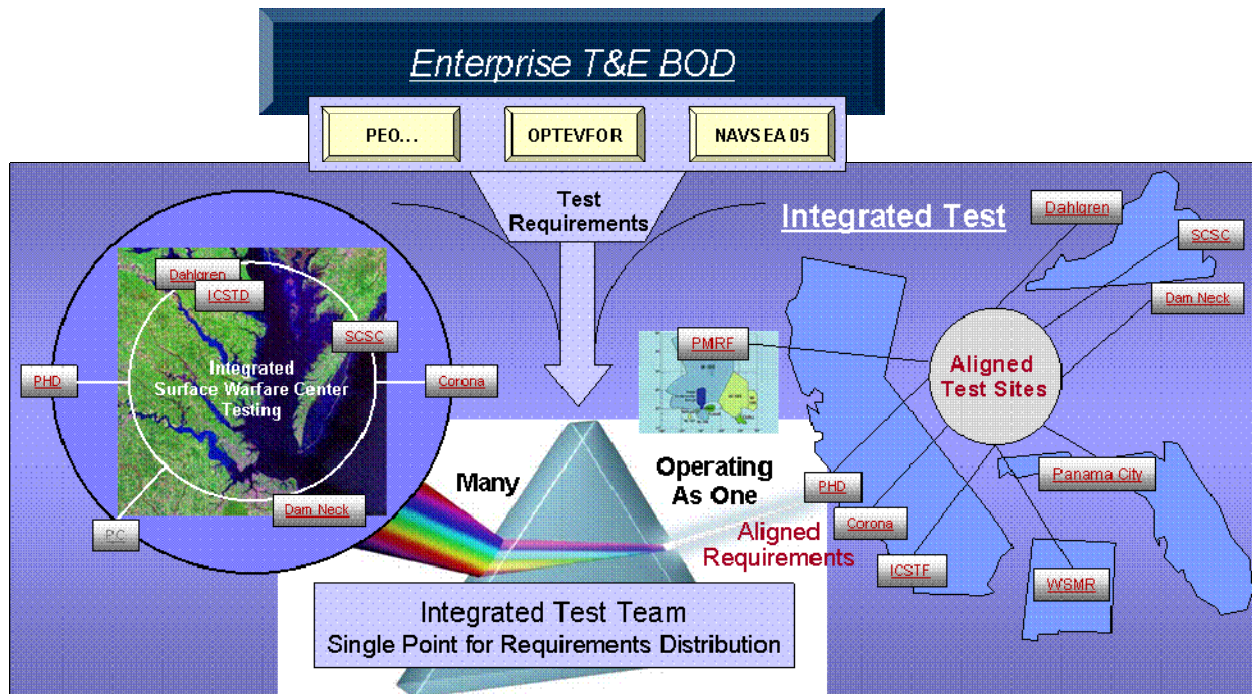 Enterprise T&E BOD
PEO...
OPTEVFOR
NAVSEA 05
Test
Requirements
Integrated Test
Dahlgren
ICSTD
SCSC
PHD
Integrated
Surface Warfare Center
Testing
Corona
Dam Neck
PC
Many
Operating
As One
Aligned
Requirements
Integrated Test Team
Single Point for Requirements Distribution
Dahlgren
SCSC
Dam Neck
PMRF
Aligned
Test Sites
PHD
Panama City
Corona
ICSTF
WSMR